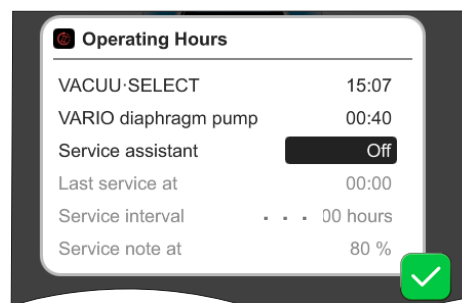 Operating Hours
VACUU·SELECT 15:07
VARIO diaphragm pump 00:40
Service assistant Off
Last service at 00:00
Service interval . . . 00 hours
Service note at 80 %